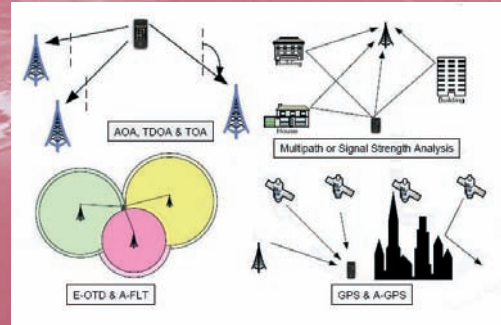 Building
Building
House
AOA, TDOA & TOA
Multipath or Signal Strength Analysis
E-OTD & A-FLT
GPS & A-GPS